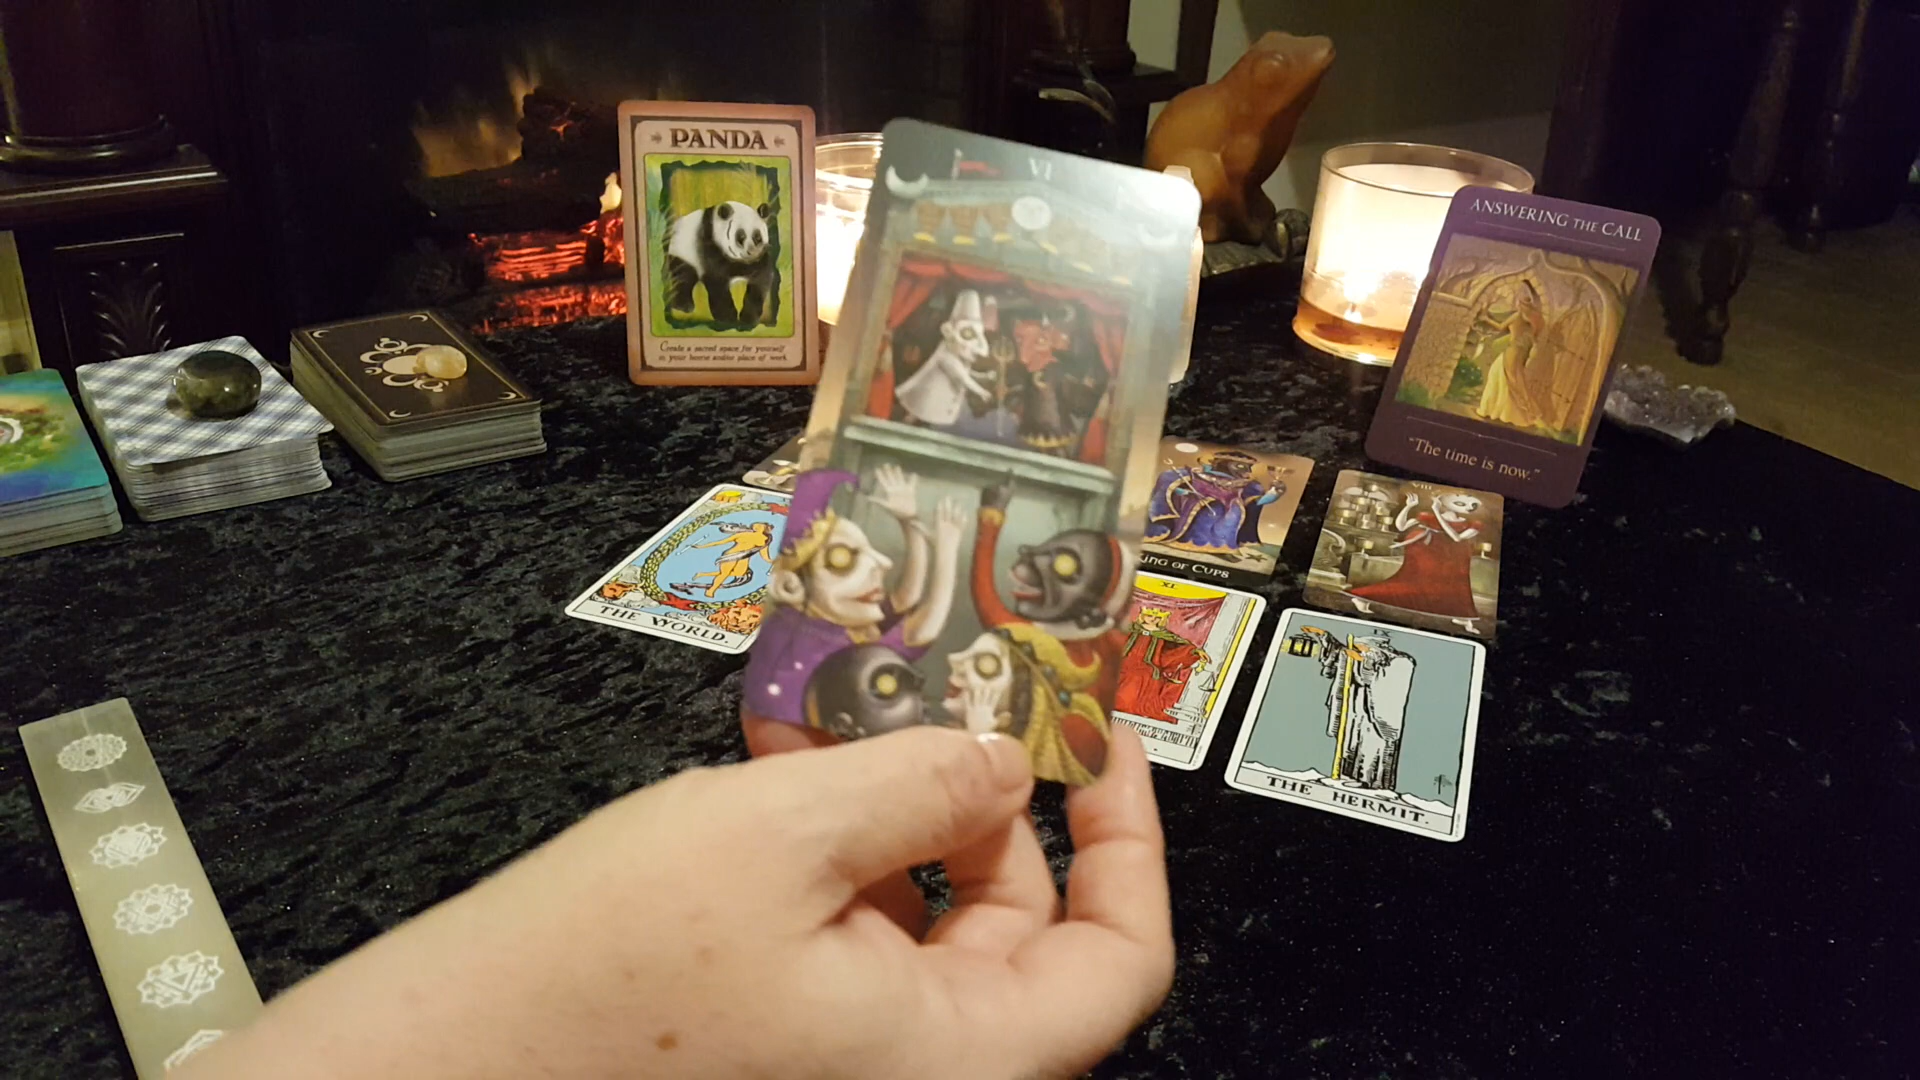 PANDA
Create a sacred space for yourself
in your home and/or place of work.
VI
ANSWERING THE CALL
"The time is now."
THE WORLD.
KING OF CUPS
VIII
XI
IX
THE HERMIT.